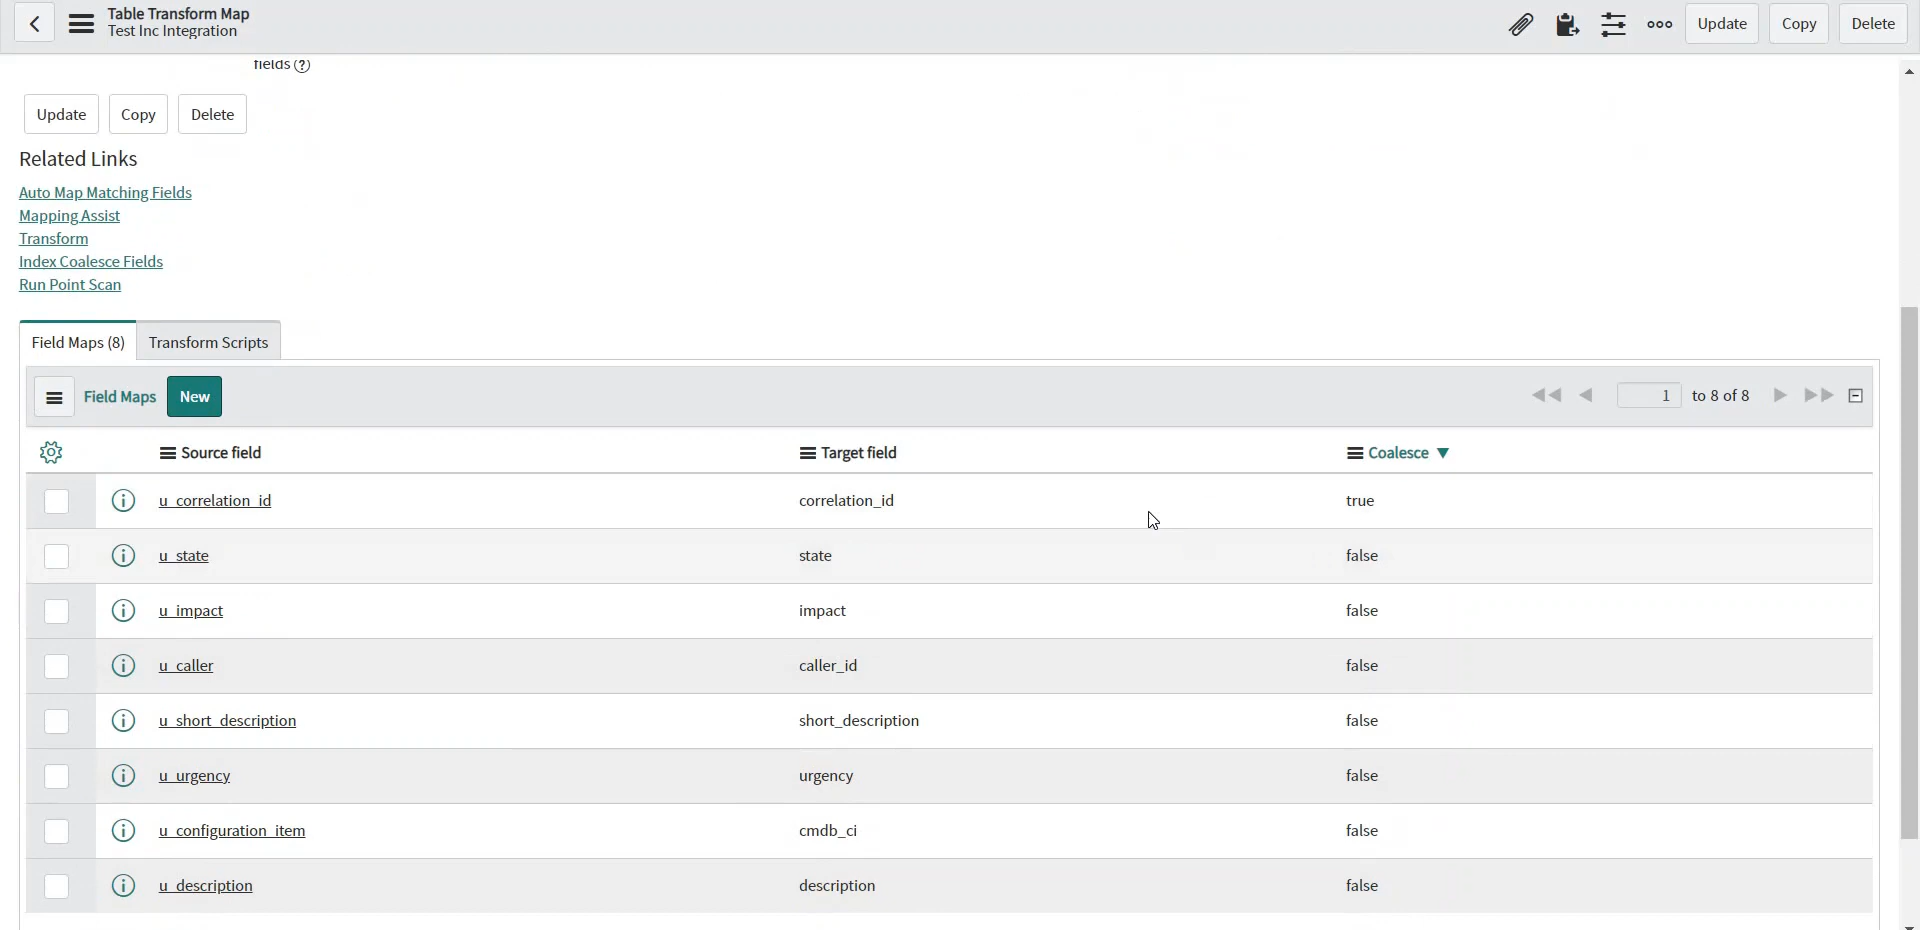 Table Transform Map
Test Inc Integration
Update Copy Delete
fields
Update Copy Delete
Related Links
Auto Map Matching Fields
Mapping Assist
Transform
Index Coalesce Fields
Run Point Scan
Field Maps (8) Transform Scripts
Field Maps New 1 to 8 of 8
Source field Target field Coalesce
u_correlation_id correlation_id true
u_state state false
u_impact impact false
u_caller caller_id false
u_short_description short_description false
u_urgency urgency false
u_configuration_item cmdb_ci false
u_description description false